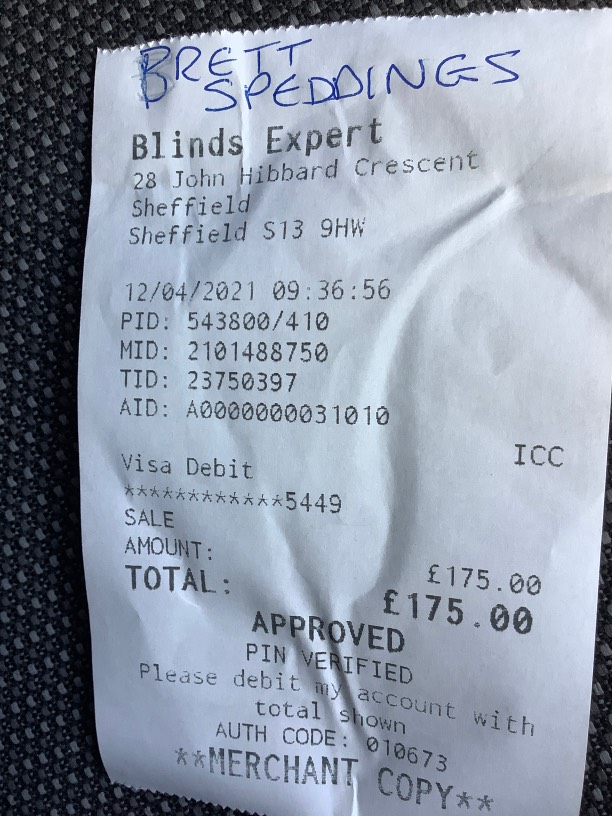 BRETT
SPEDDINGS
Blinds Expert
28 John Hibbard Crescent
Sheffield
Sheffield S13 9HW
12/04/2021 09:36:56
PID: 543800/410
MID: 2101488750
TID: 23750397
AID: A0000000031010
ICC
Visa Debit
************5449
SALE
AMOUNT: £175.00
TOTAL: £175.00
APPROVED
PIN VERIFIED
Please debit my account with
total shown
AUTH CODE: 010673
**MERCHANT COPY**